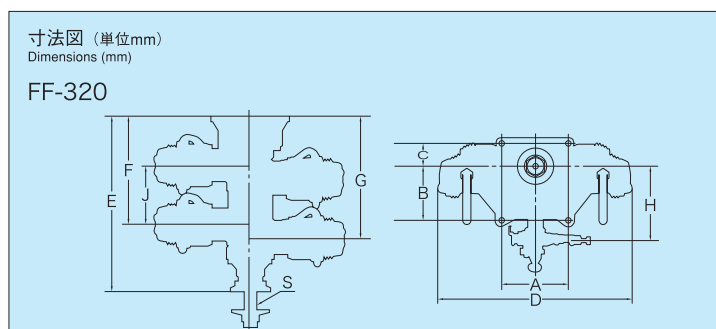 寸法図（単位mm）
Dimensions (mm)
FF-320
F
J
E
G
S
C
B
H
A
D